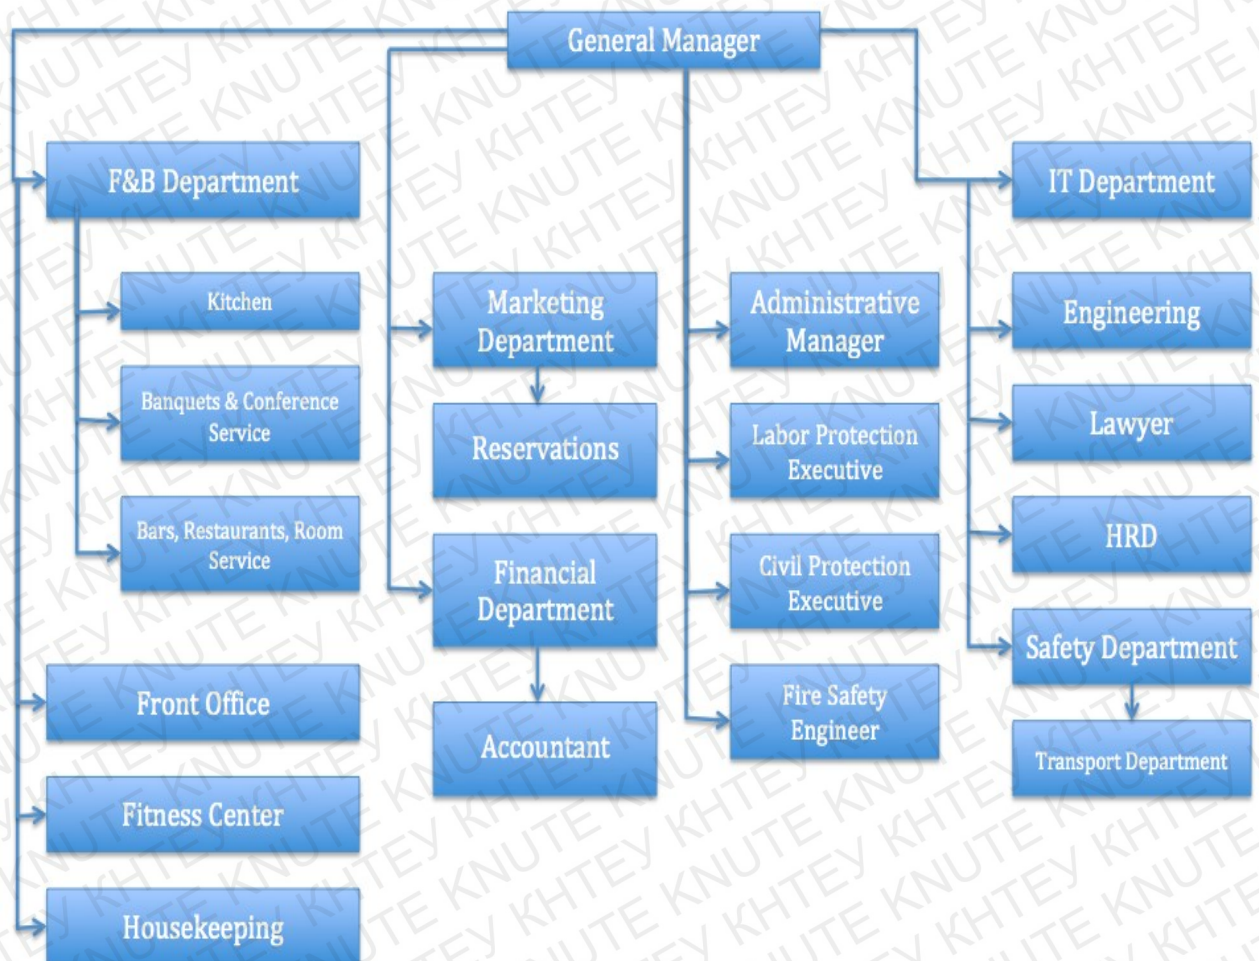 General Manager
F&B Department
Kitchen
Banquets & Conference
Service
Bars, Restaurants, Room
Service
Front Office
Fitness Center
Housekeeping
Marketing
Department
Reservations
Financial
Department
Accountant
Administrative
Manager
Labor Protection
Executive
Civil Protection
Executive
Fire Safety
Engineer
IT Department
Engineering
Lawyer
HRD
Safety Department
Transport Department
КНТЕУ KNUTE